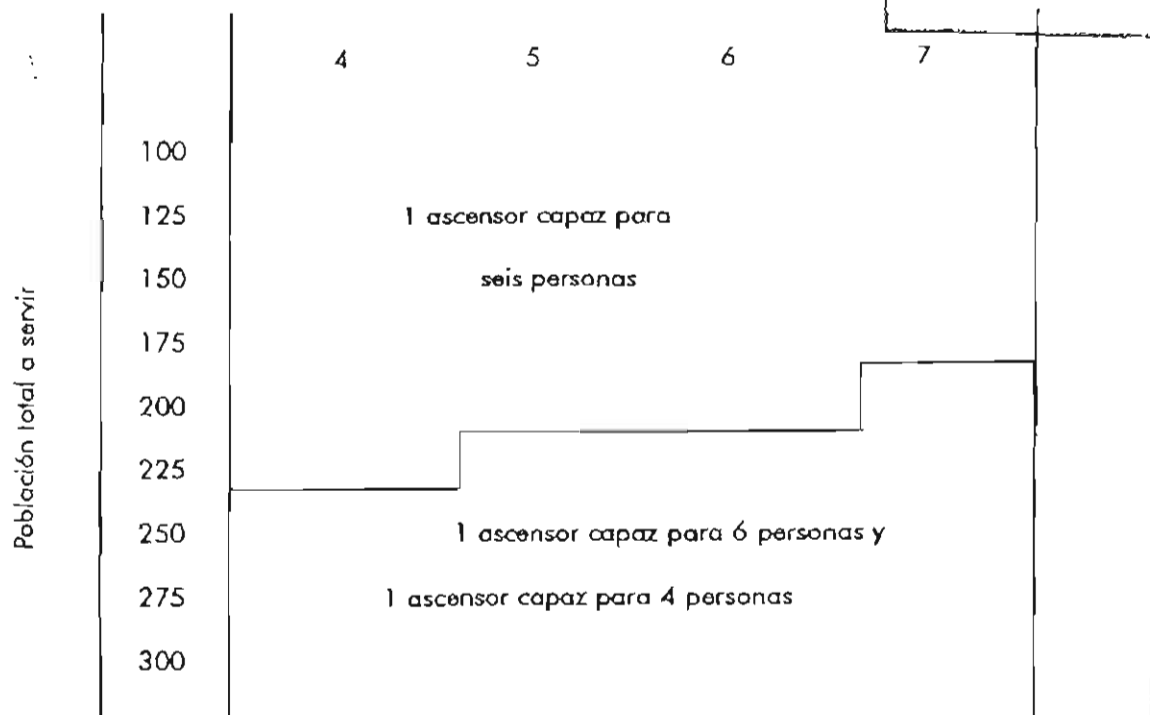 4 5 6 7
Población total a servir
100
125 1 ascensor capaz para
150 seis personas
175
200
225
250 1 ascensor capaz para 6 personas y
275 1 ascensor capaz para 4 personas
300